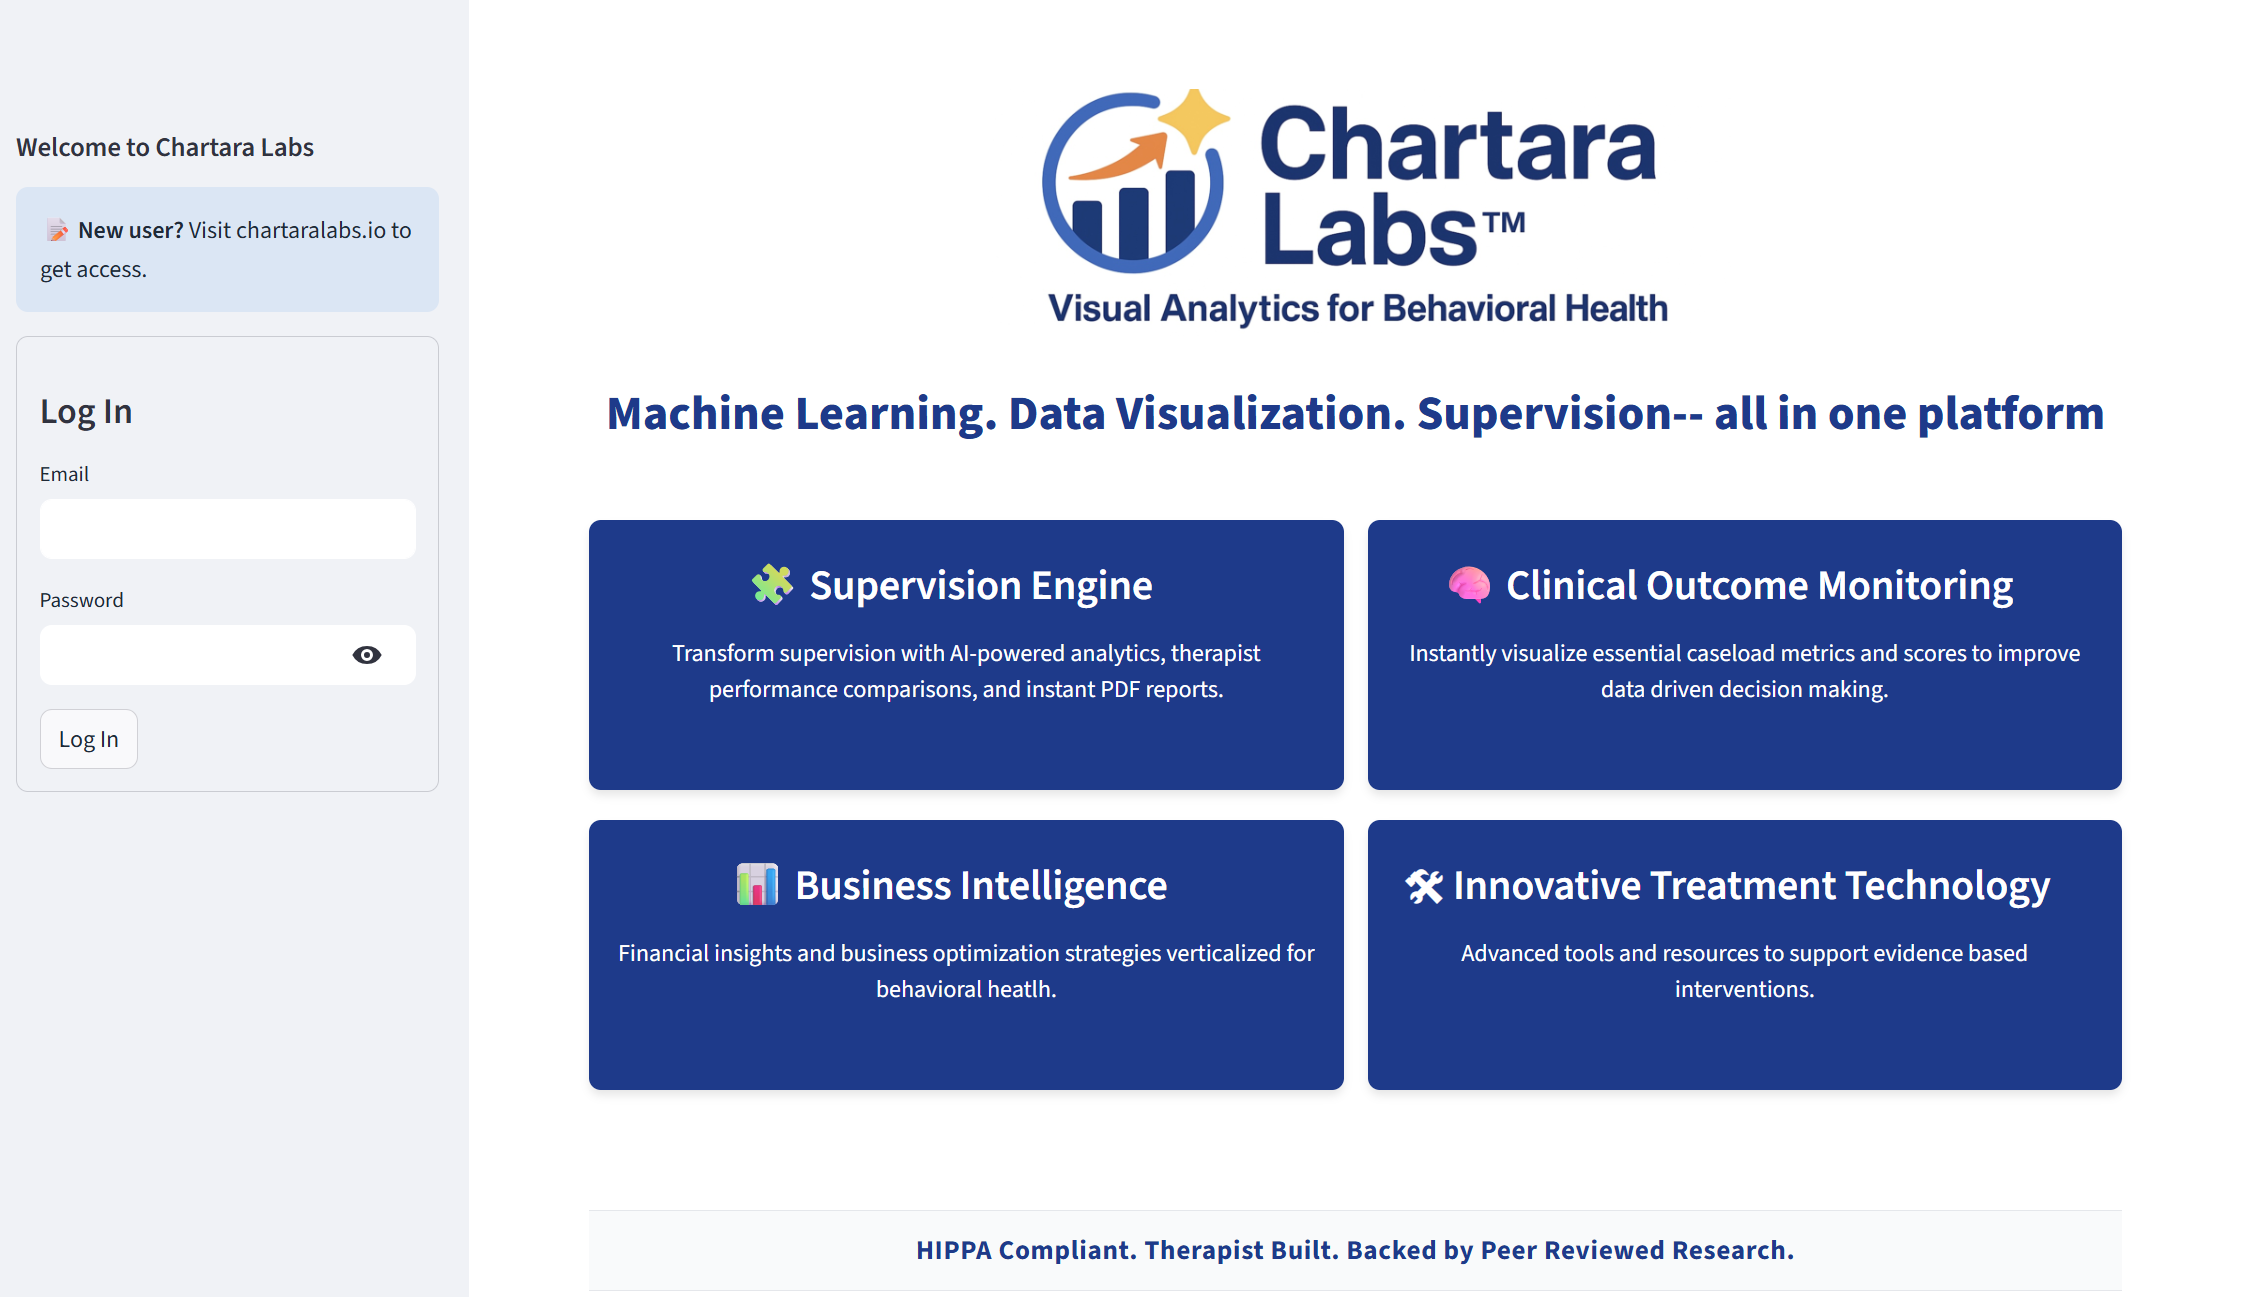 Welcome to Chartara Labs
New user? Visit chartaralabs.io to
get access.
Log In
Email
Password
Log In
Chartara
Labs™
Visual Analytics for Behavioral Health
Machine Learning. Data Visualization. Supervision-- all in one platform
Supervision Engine
Transform supervision with AI-powered analytics, therapist
performance comparisons, and instant PDF reports.
Clinical Outcome Monitoring
Instantly visualize essential caseload metrics and scores to improve
data driven decision making.
Business Intelligence
Financial insights and business optimization strategies verticalized for
behavioral heatlh.
Innovative Treatment Technology
Advanced tools and resources to support evidence based
interventions.
HIPPA Compliant. Therapist Built. Backed by Peer Reviewed Research.